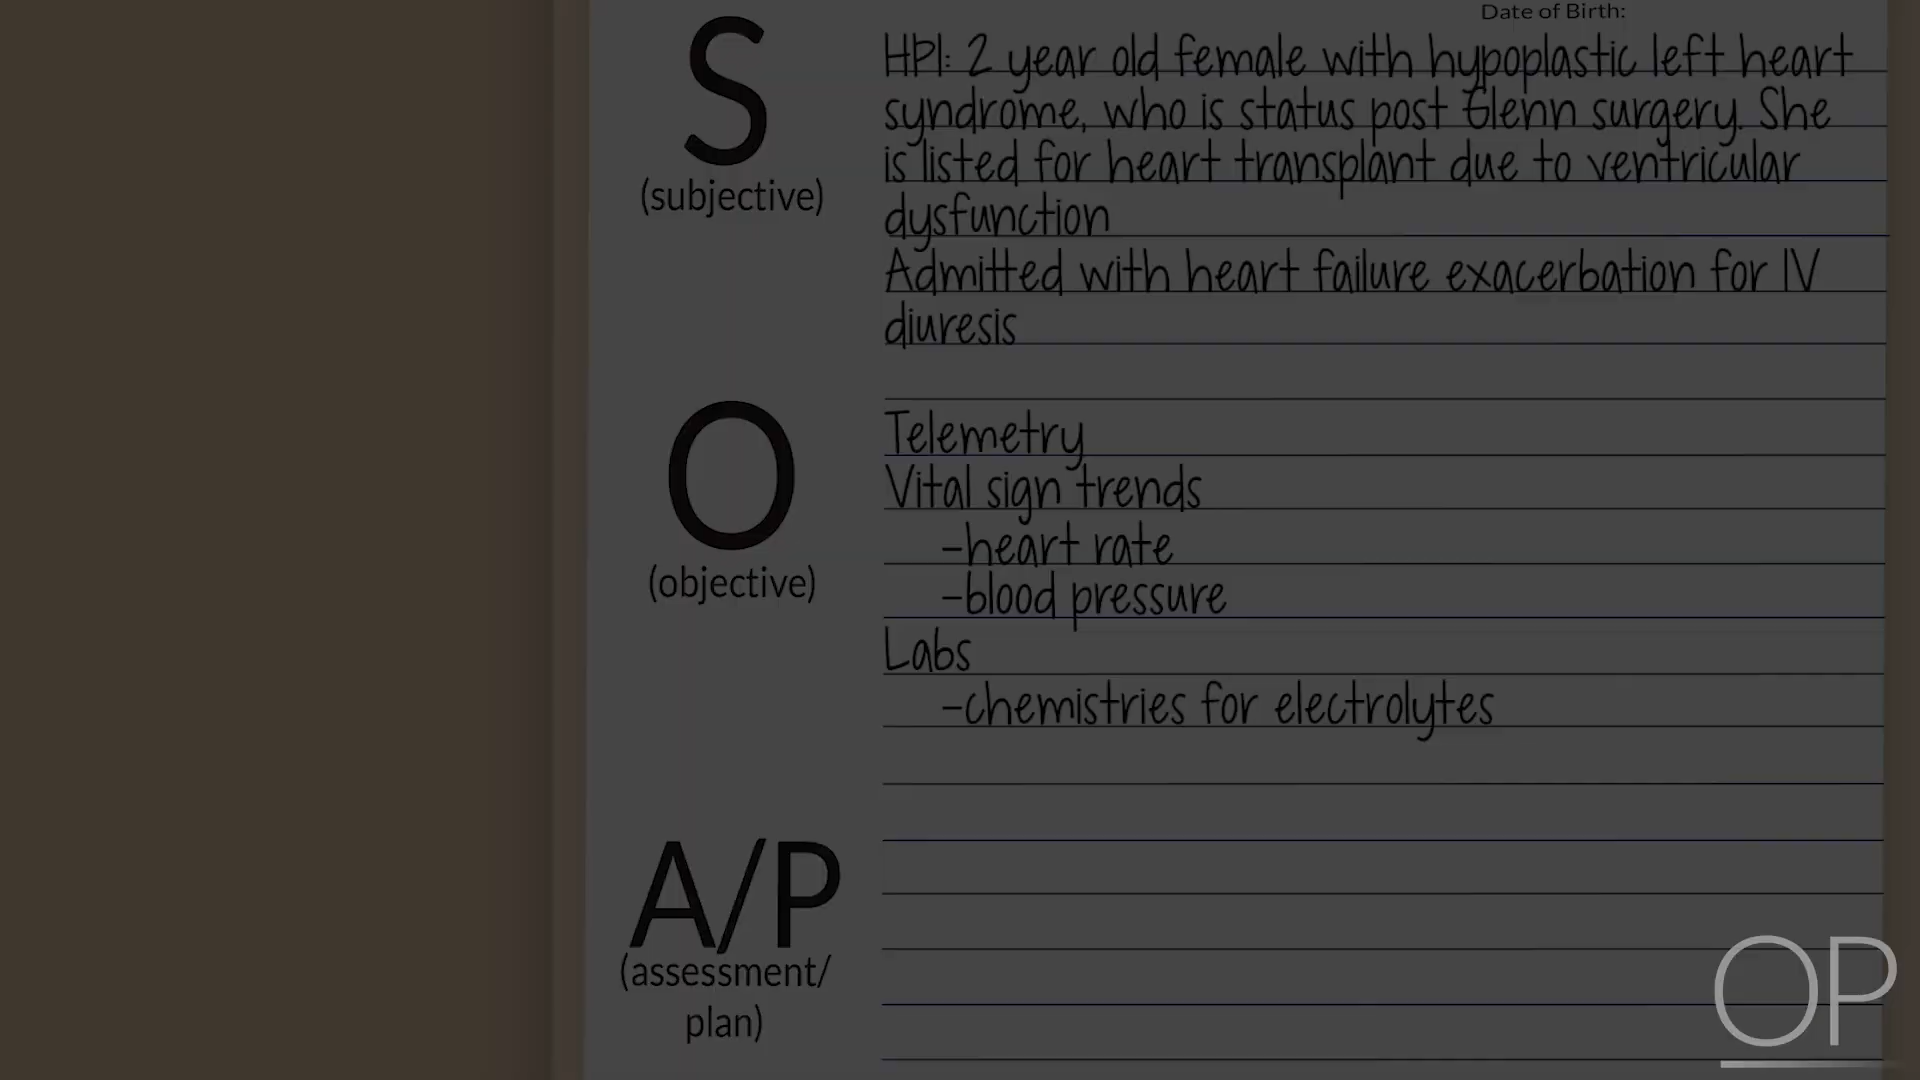 Date of Birth:
S
(subjective)
HPI: 2 year old female with hypoplastic left heart
syndrome, who is status post Glenn surgery. She
is listed for heart transplant due to ventricular
dysfunction
Admitted with heart failure exacerbation for IV
diuresis
O
(objective)
Telemetry
Vital sign trends
-heart rate
-blood pressure
Labs
-chemistries for electrolytes
A/P
(assessment/
plan)
OP